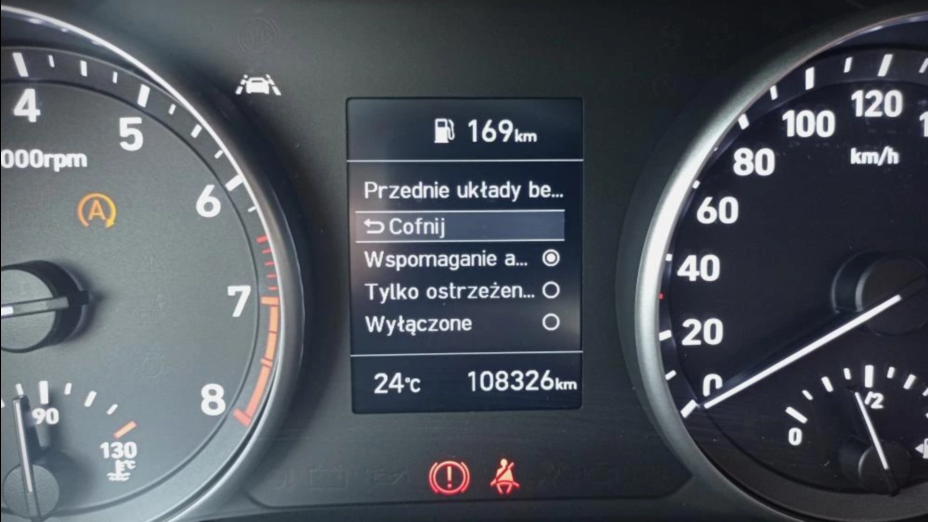 4
5
6
7
8
000rpm
A
90
130
°C
169km
Przednie układy be...
Cofnij
Wspomaganie a...
Tylko ostrzeżen...
Wyłączone
24°C
108326km
0
20
40
60
80
100
120
1
km/h
0
/2